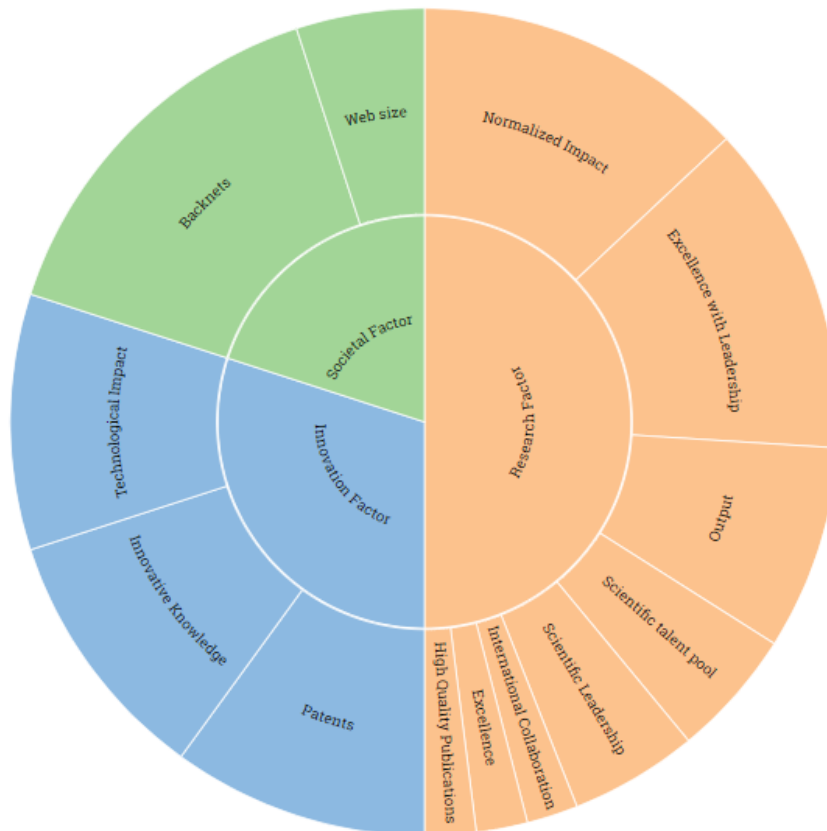 Web size
Normalized Impact
Backnets
Excellence with Leadership
Societal Factor
Research Factor
Technological Impact
Innovation Factor
Output
Innovative Knowledge
Scientific talent pool
Scientific Leadership
International Collaboration
Excellence
High Quality Publications
Patents